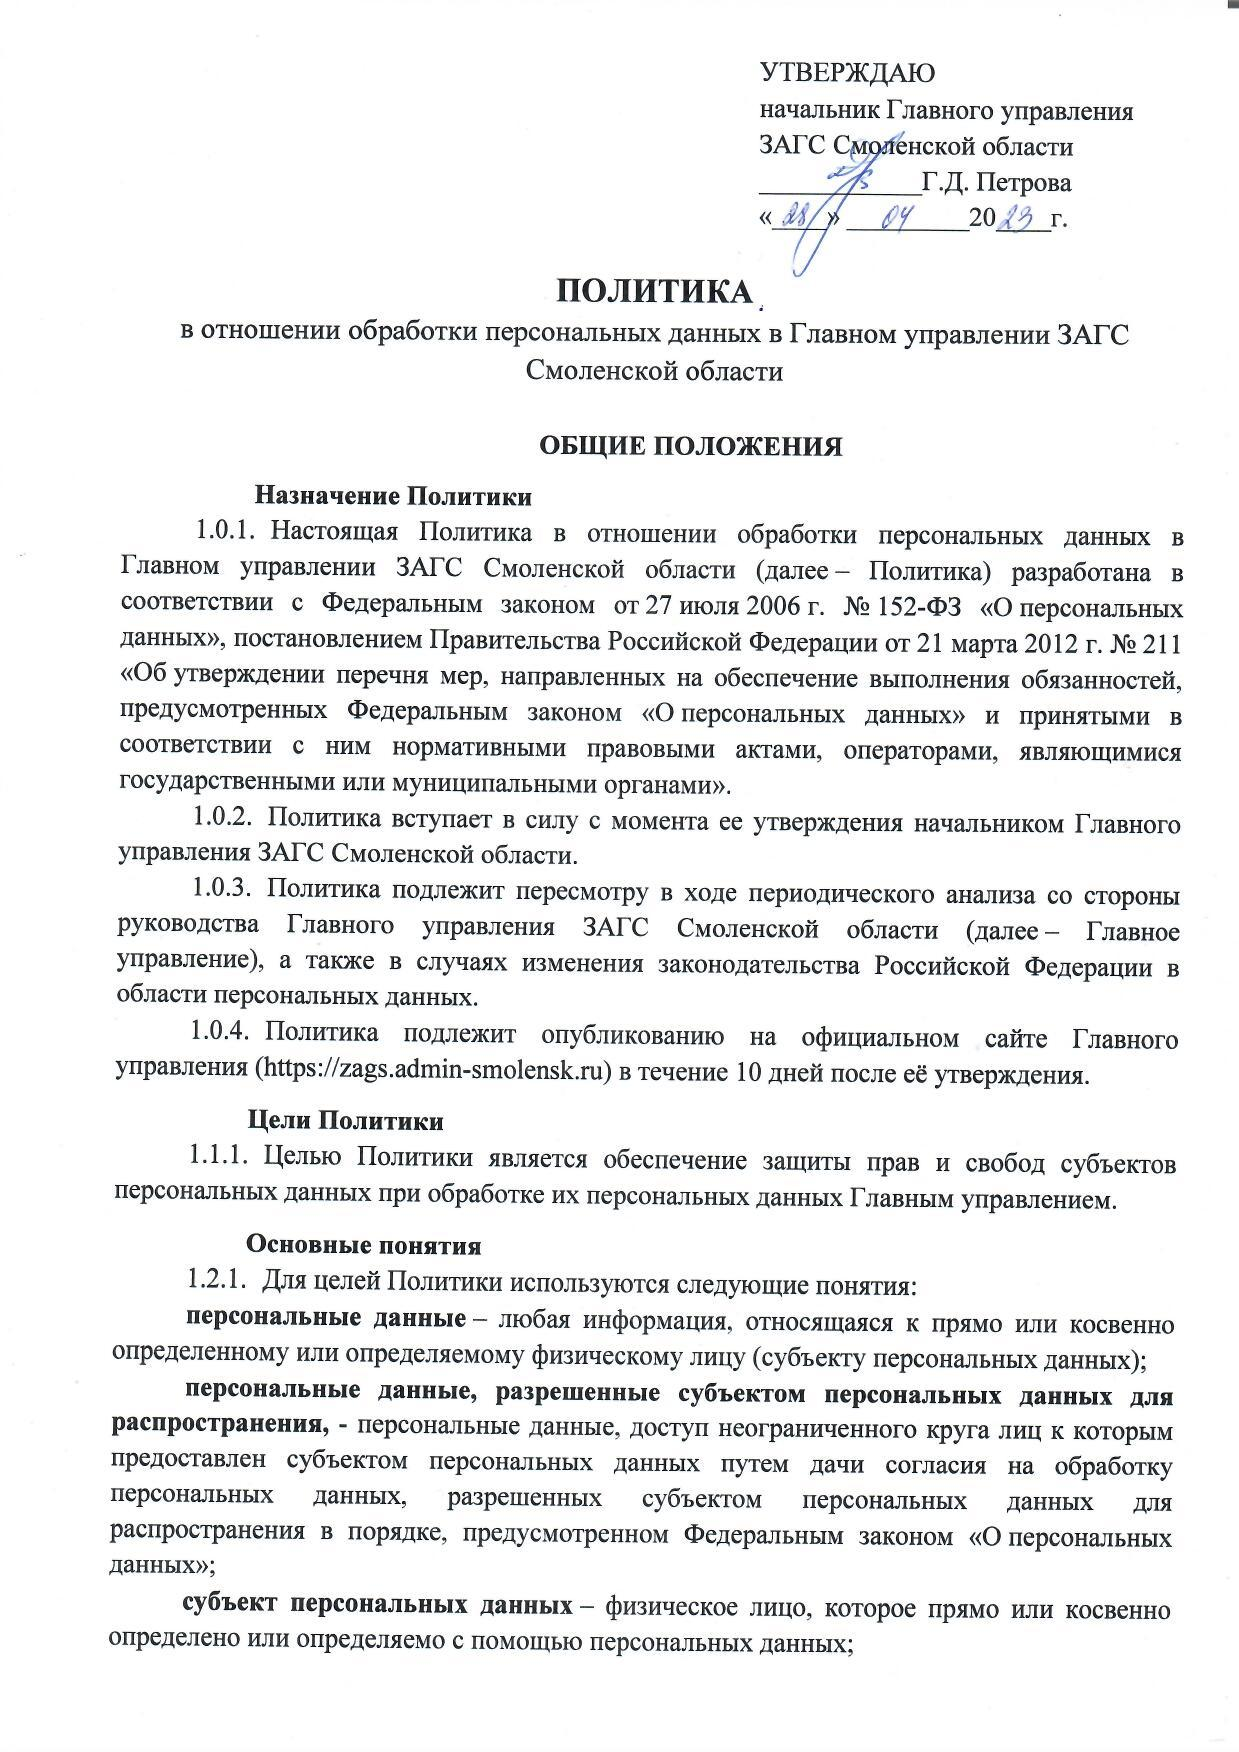 УТВЕРЖДАЮ
начальник Главного управления
ЗАГС Смоленской области
____________Г.Д. Петрова
«28» 04 2023 г.
ПОЛИТИКА
в отношении обработки персональных данных в Главном управлении ЗАГС
Смоленской области
ОБЩИЕ ПОЛОЖЕНИЯ
Назначение Политики
1.0.1. Настоящая Политика в отношении обработки персональных данных в
Главном управлении ЗАГС Смоленской области (далее – Политика) разработана в
соответствии с Федеральным законом от 27 июля 2006 г. № 152-ФЗ «О персональных
данных», постановлением Правительства Российской Федерации от 21 марта 2012 г. № 211
«Об утверждении перечня мер, направленных на обеспечение выполнения обязанностей,
предусмотренных Федеральным законом «О персональных данных» и принятыми в
соответствии с ним нормативными правовыми актами, операторами, являющимися
государственными или муниципальными органами».
1.0.2. Политика вступает в силу с момента ее утверждения начальником Главного
управления ЗАГС Смоленской области.
1.0.3. Политика подлежит пересмотру в ходе периодического анализа со стороны
руководства Главного управления ЗАГС Смоленской области (далее – Главное
управление), а также в случаях изменения законодательства Российской Федерации в
области персональных данных.
1.0.4. Политика подлежит опубликованию на официальном сайте Главного
управления (https://zags.admin-smolensk.ru) в течение 10 дней после её утверждения.
Цели Политики
1.1.1. Целью Политики является обеспечение защиты прав и свобод субъектов
персональных данных при обработке их персональных данных Главным управлением.
Основные понятия
1.2.1. Для целей Политики используются следующие понятия:
персональные данные – любая информация, относящаяся к прямо или косвенно
определенному или определяемому физическому лицу (субъекту персональных данных);
персональные данные, разрешенные субъектом персональных данных для
распространения, - персональные данные, доступ неограниченного круга лиц к которым
предоставлен субъектом персональных данных путем дачи согласия на обработку
персональных данных, разрешенных субъектом персональных данных для
распространения в порядке, предусмотренном Федеральным законом «О персональных
данных»;
субъект персональных данных – физическое лицо, которое прямо или косвенно
определено или определяемо с помощью персональных данных;